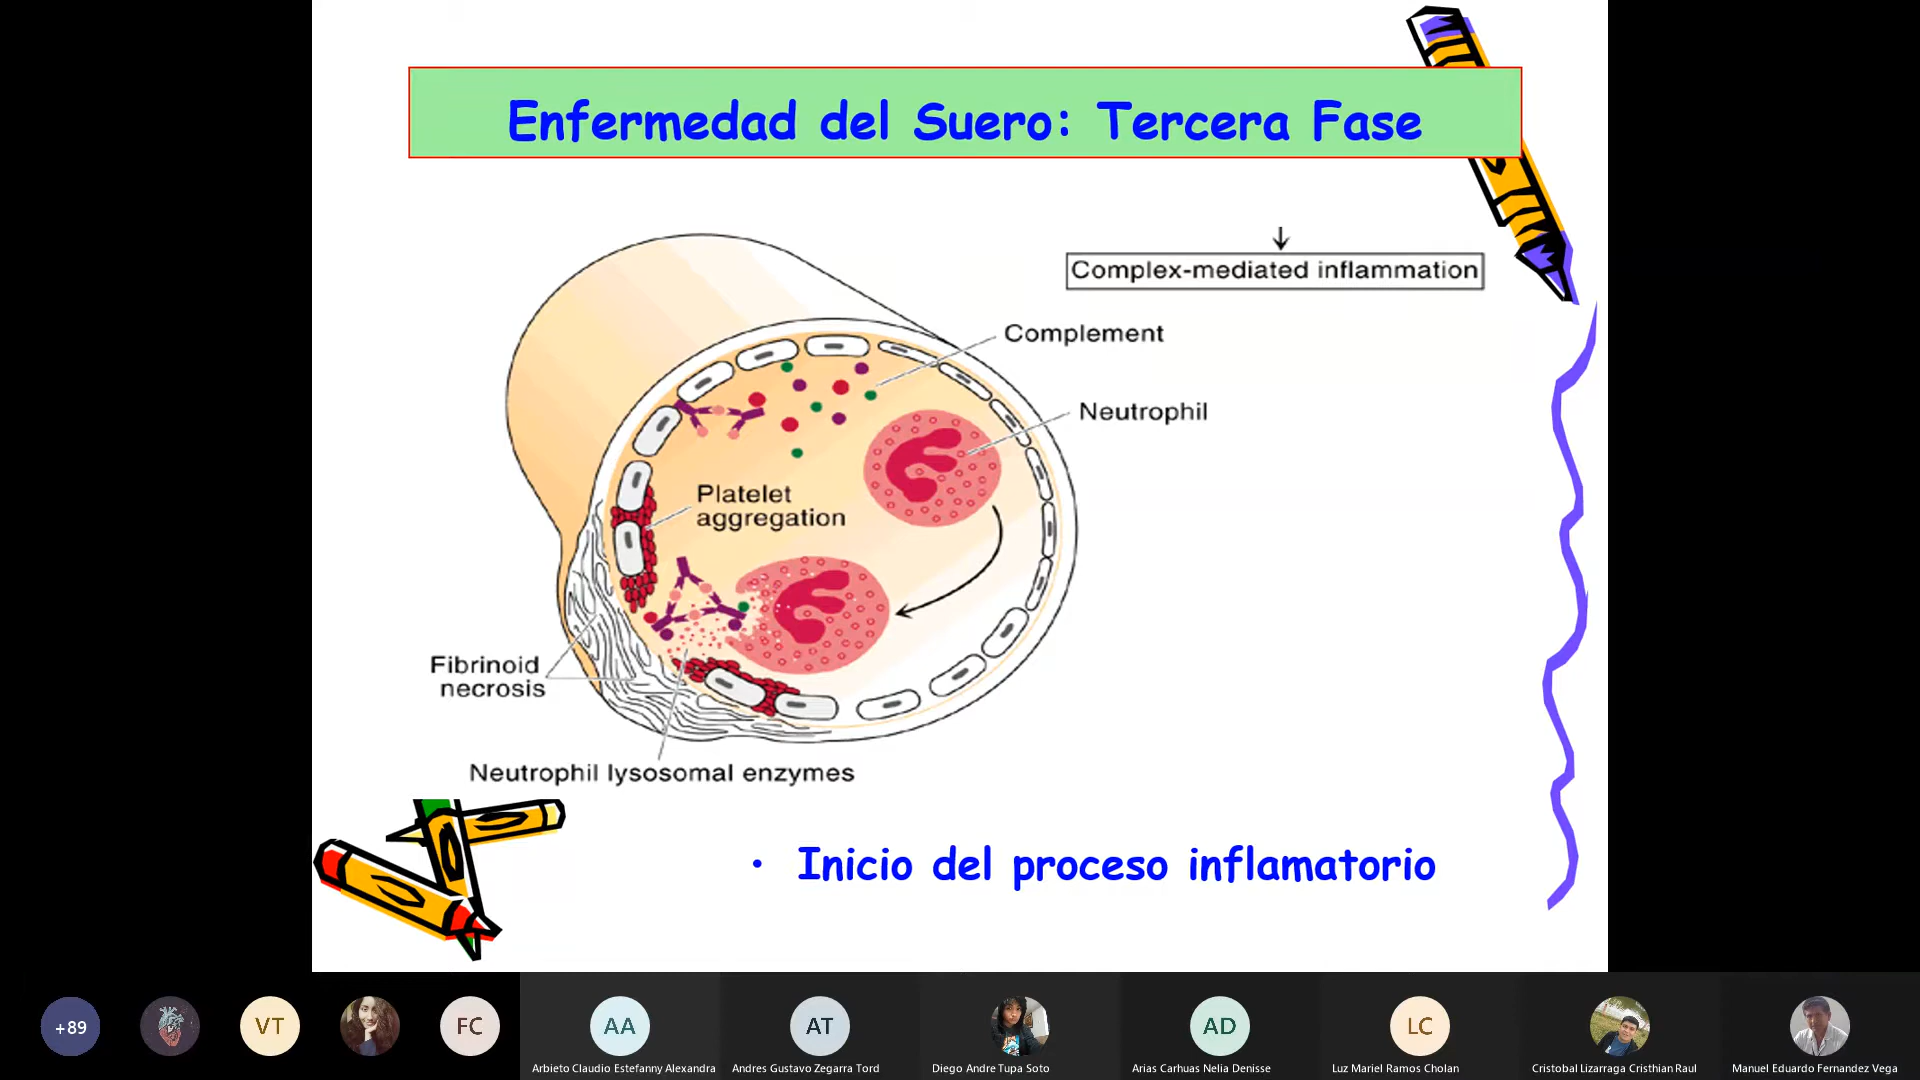 Enfermedad del Suero: Tercera Fase
Complex-mediated inflammation
Complement
Neutrophil
Platelet
aggregation
Fibrinoid
necrosis
Neutrophil lysosomal enzymes
• Inicio del proceso inflamatorio
+89
VT
FC
AA
AT
AD
LC
Arbieto Claudio Estefanny Alexandra
Andres Gustavo Zegarra Tord
Diego Andre Tupa Soto
Arias Carhuas Nelia Denisse
Luz Mariel Ramos Cholan
Cristobal Lizarraga Cristhian Raul
Manuel Eduardo Fernandez Vega